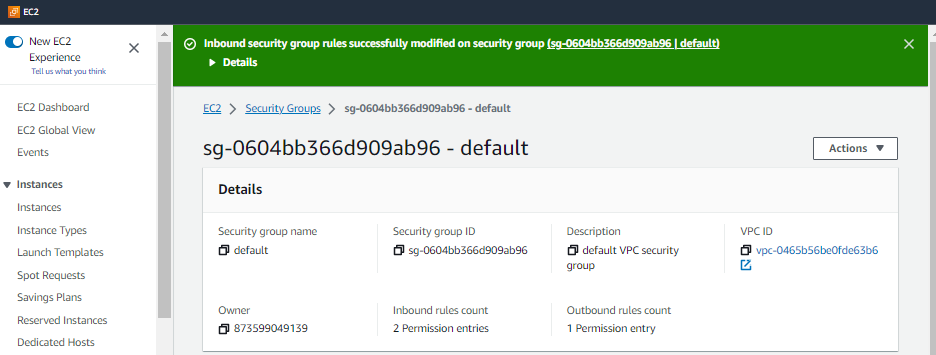 EC2
New EC2
Experience
Tell us what you think
EC2 Dashboard
EC2 Global View
Events
Instances
Instances
Instance Types
Launch Templates
Spot Requests
Savings Plans
Reserved Instances
Dedicated Hosts
Inbound security group rules successfully modified on security group (sg-0604bb366d909ab96 | default)
Details
EC2 > Security Groups > sg-0604bb366d909ab96 - default
sg-0604bb366d909ab96 - default
Actions
Details
Security group name
default
Security group ID
sg-0604bb366d909ab96
Description
default VPC security
group
VPC ID
vpc-0465b56be0fde63b6
Owner
873599049139
Inbound rules count
2 Permission entries
Outbound rules count
1 Permission entry